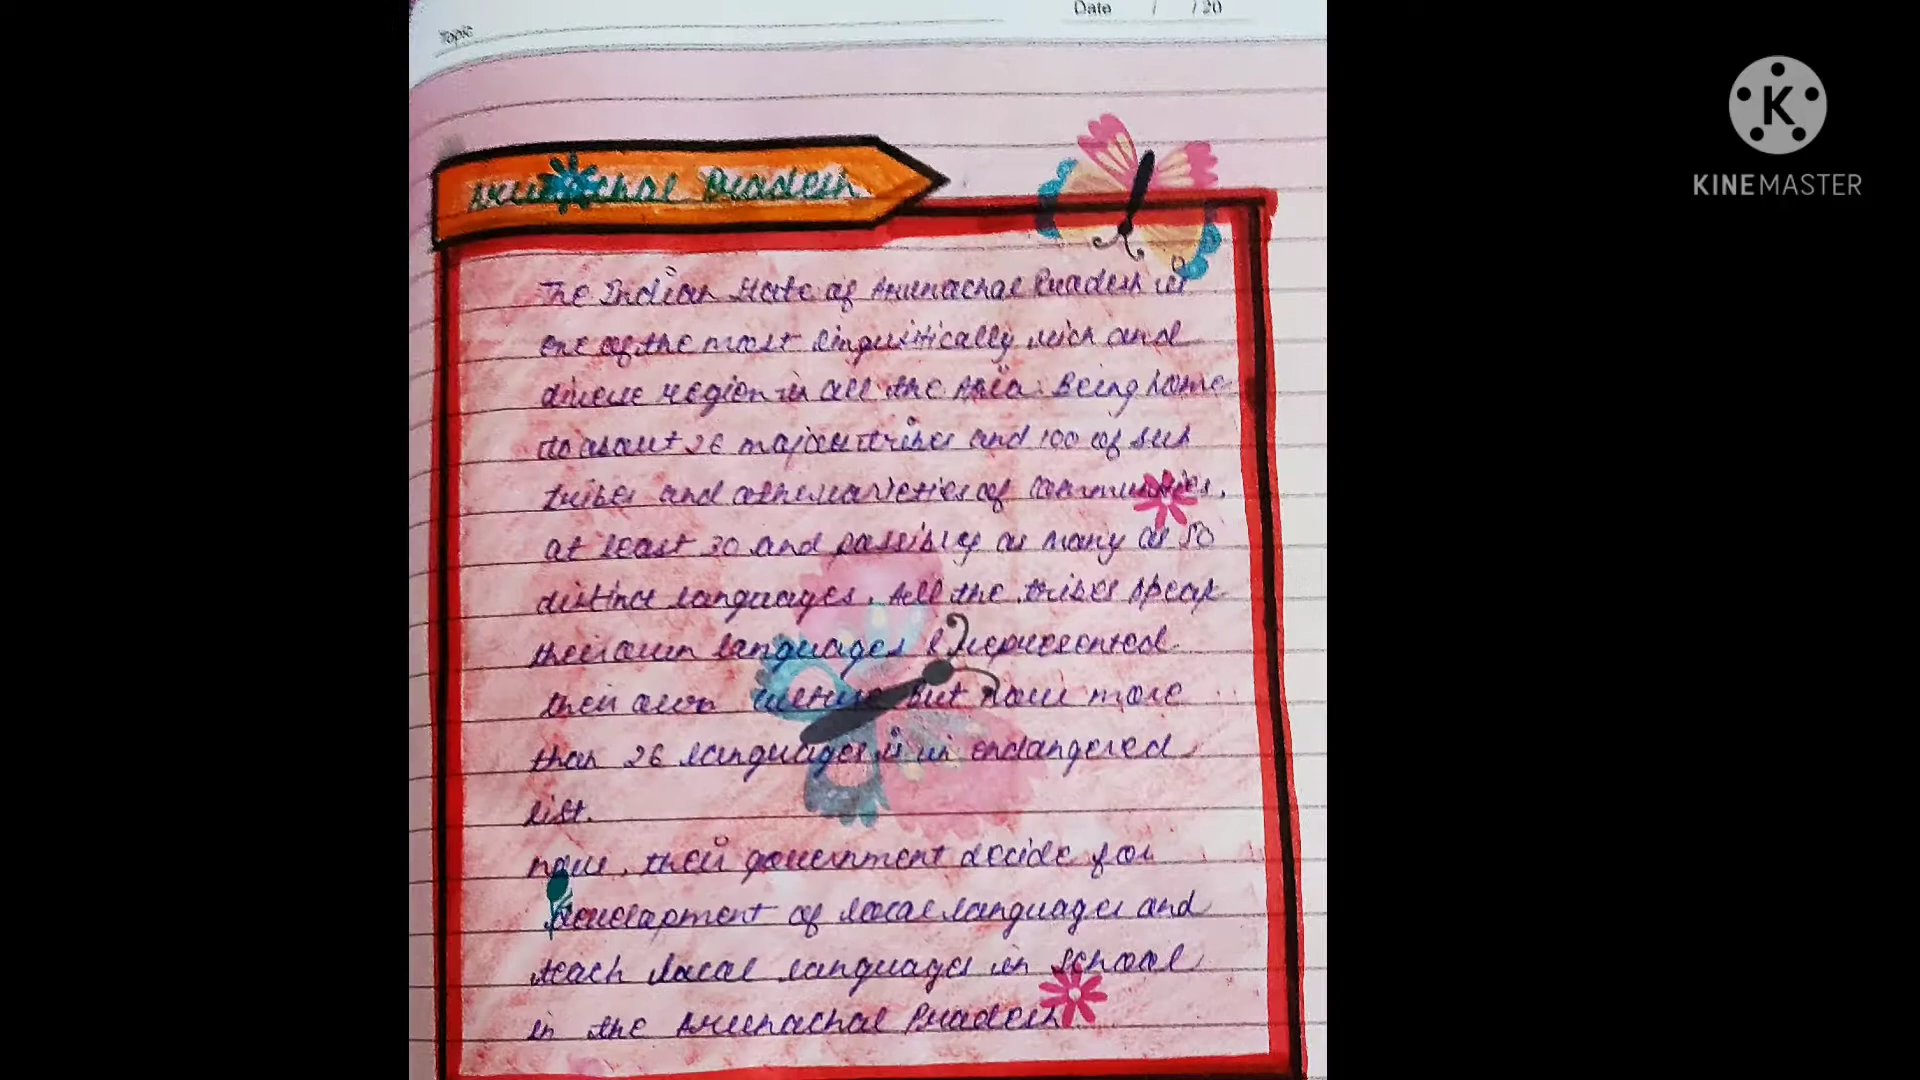 Topic
Date / / 20
KINEMASTER
Arunachal Pradesh
The Indian State of Arunachal Pradesh is
one of the most linguistically rich and
diverse region in all the Asia. Being home
to about 26 major tribes and 100 of sub
tribes and other varieties of communities,
at least 30 and possibly as many as 50
distinct languages. All the tribes speak
their own languages & represented
their own culture But now more
than 26 languages is in endangered
list.
now, their government decide for
Development of local languages and
teach local languages in school
in the Arunachal Pradesh